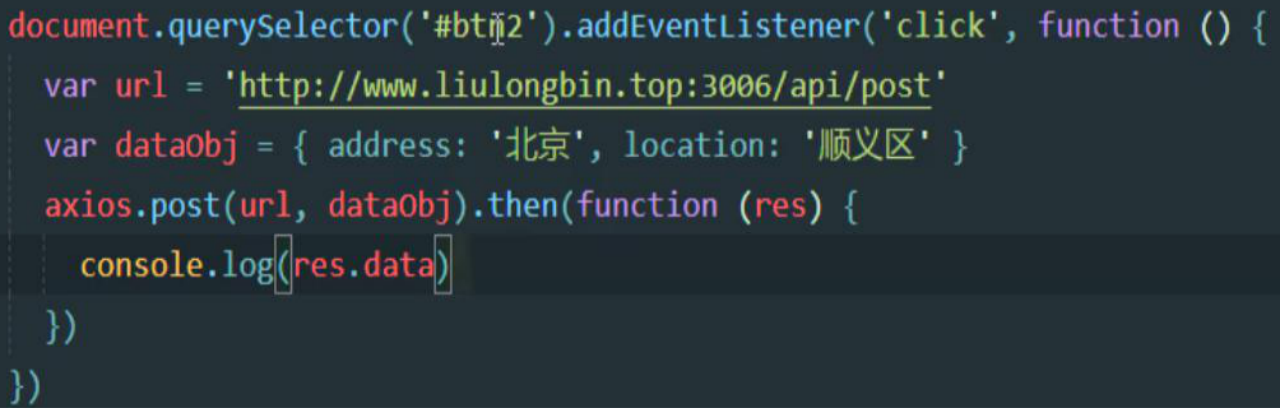 document.querySelector('#btn2').addEventListener('click', function () {
var url = 'http://www.liulongbin.top:3006/api/post'
var dataObj = { address: '北京', location: '顺义区' }
axios.post(url, dataObj).then(function (res) {
console.log(res.data)
})
})